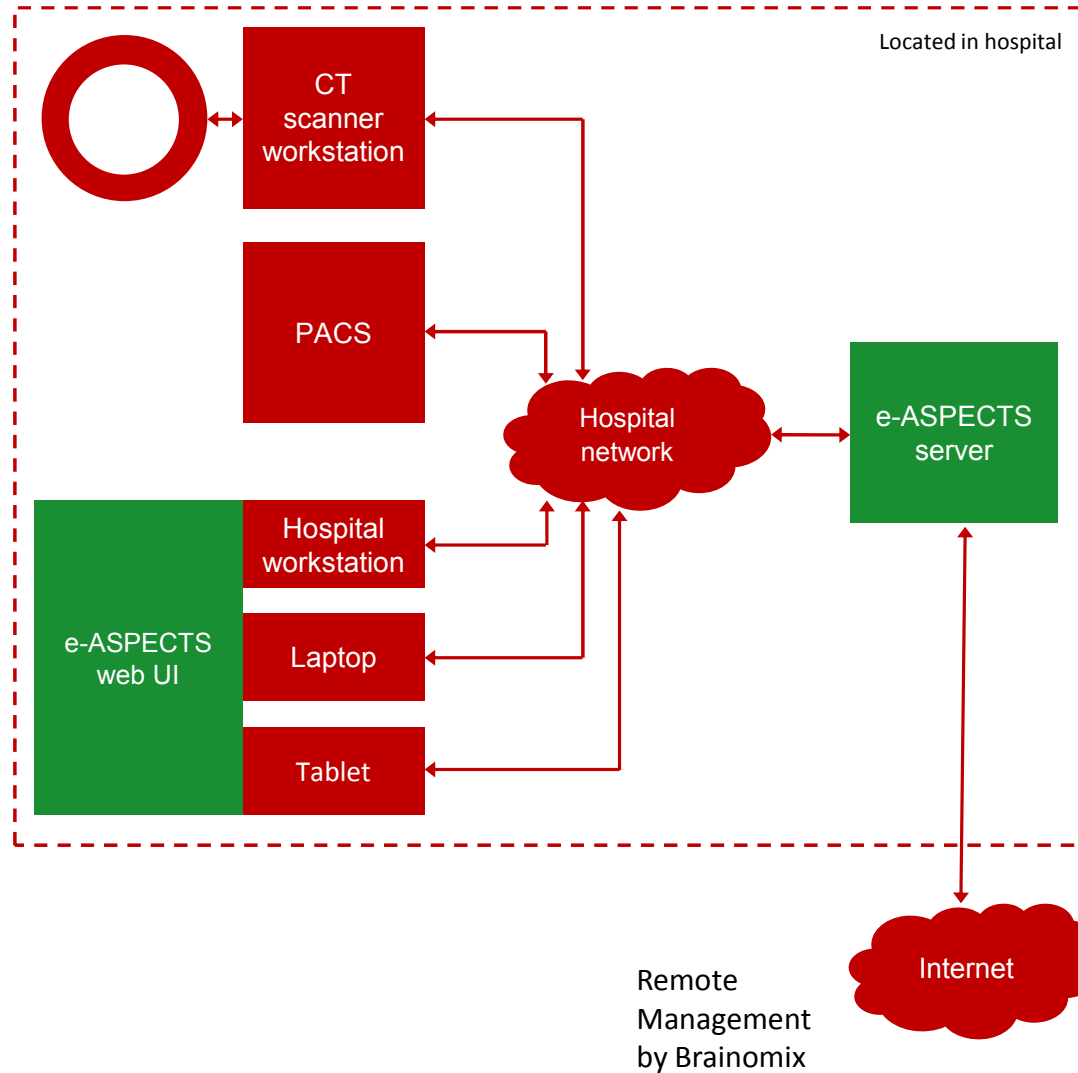 Located in hospital
CT
scanner
workstation
PACS
Hospital
network
e-ASPECTS
server
Hospital
workstation
e-ASPECTS
web UI
Laptop
Tablet
Internet
Remote
Management
by Brainomix